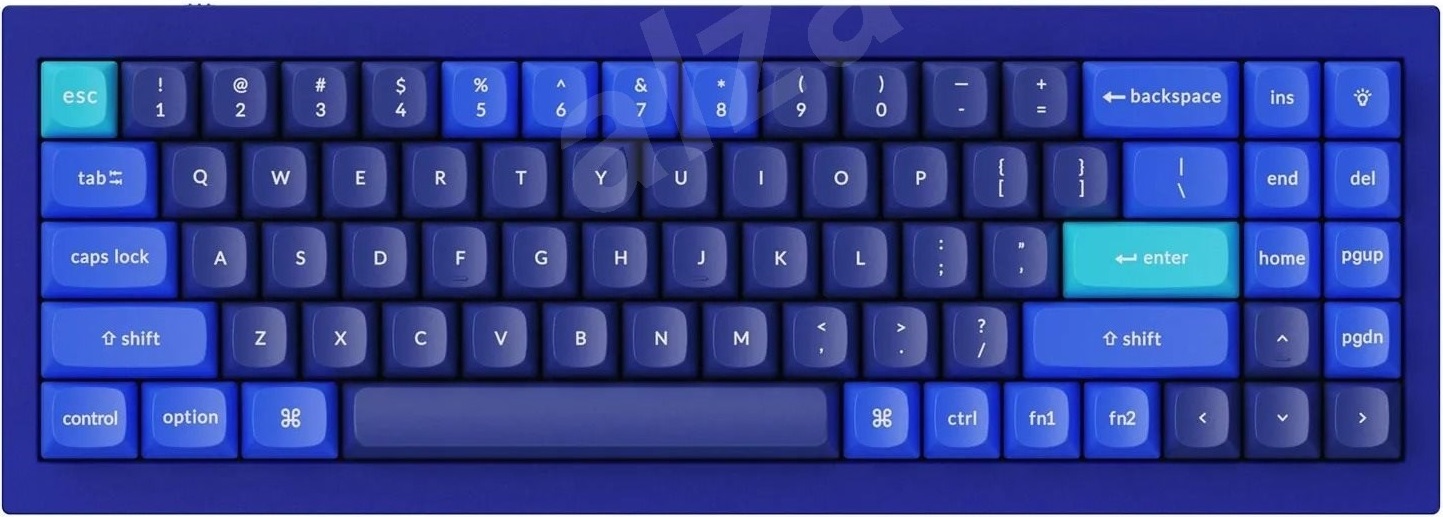 alza
! @ # $ % ^ & * ( ) — +
esc 1 2 3 4 5 6 7 8 9 0 - = ← backspace ins
tab Q W E R T Y U I O P { [ } ] | \ end del
caps lock A S D F G H J K L : ; " ' ↵ enter home pgup
⇧ shift Z X C V B N M < , > . ? / ⇧ shift ^ pgdn
control option ⌘ ⌘ ctrl fn1 fn2 < ⌄ >